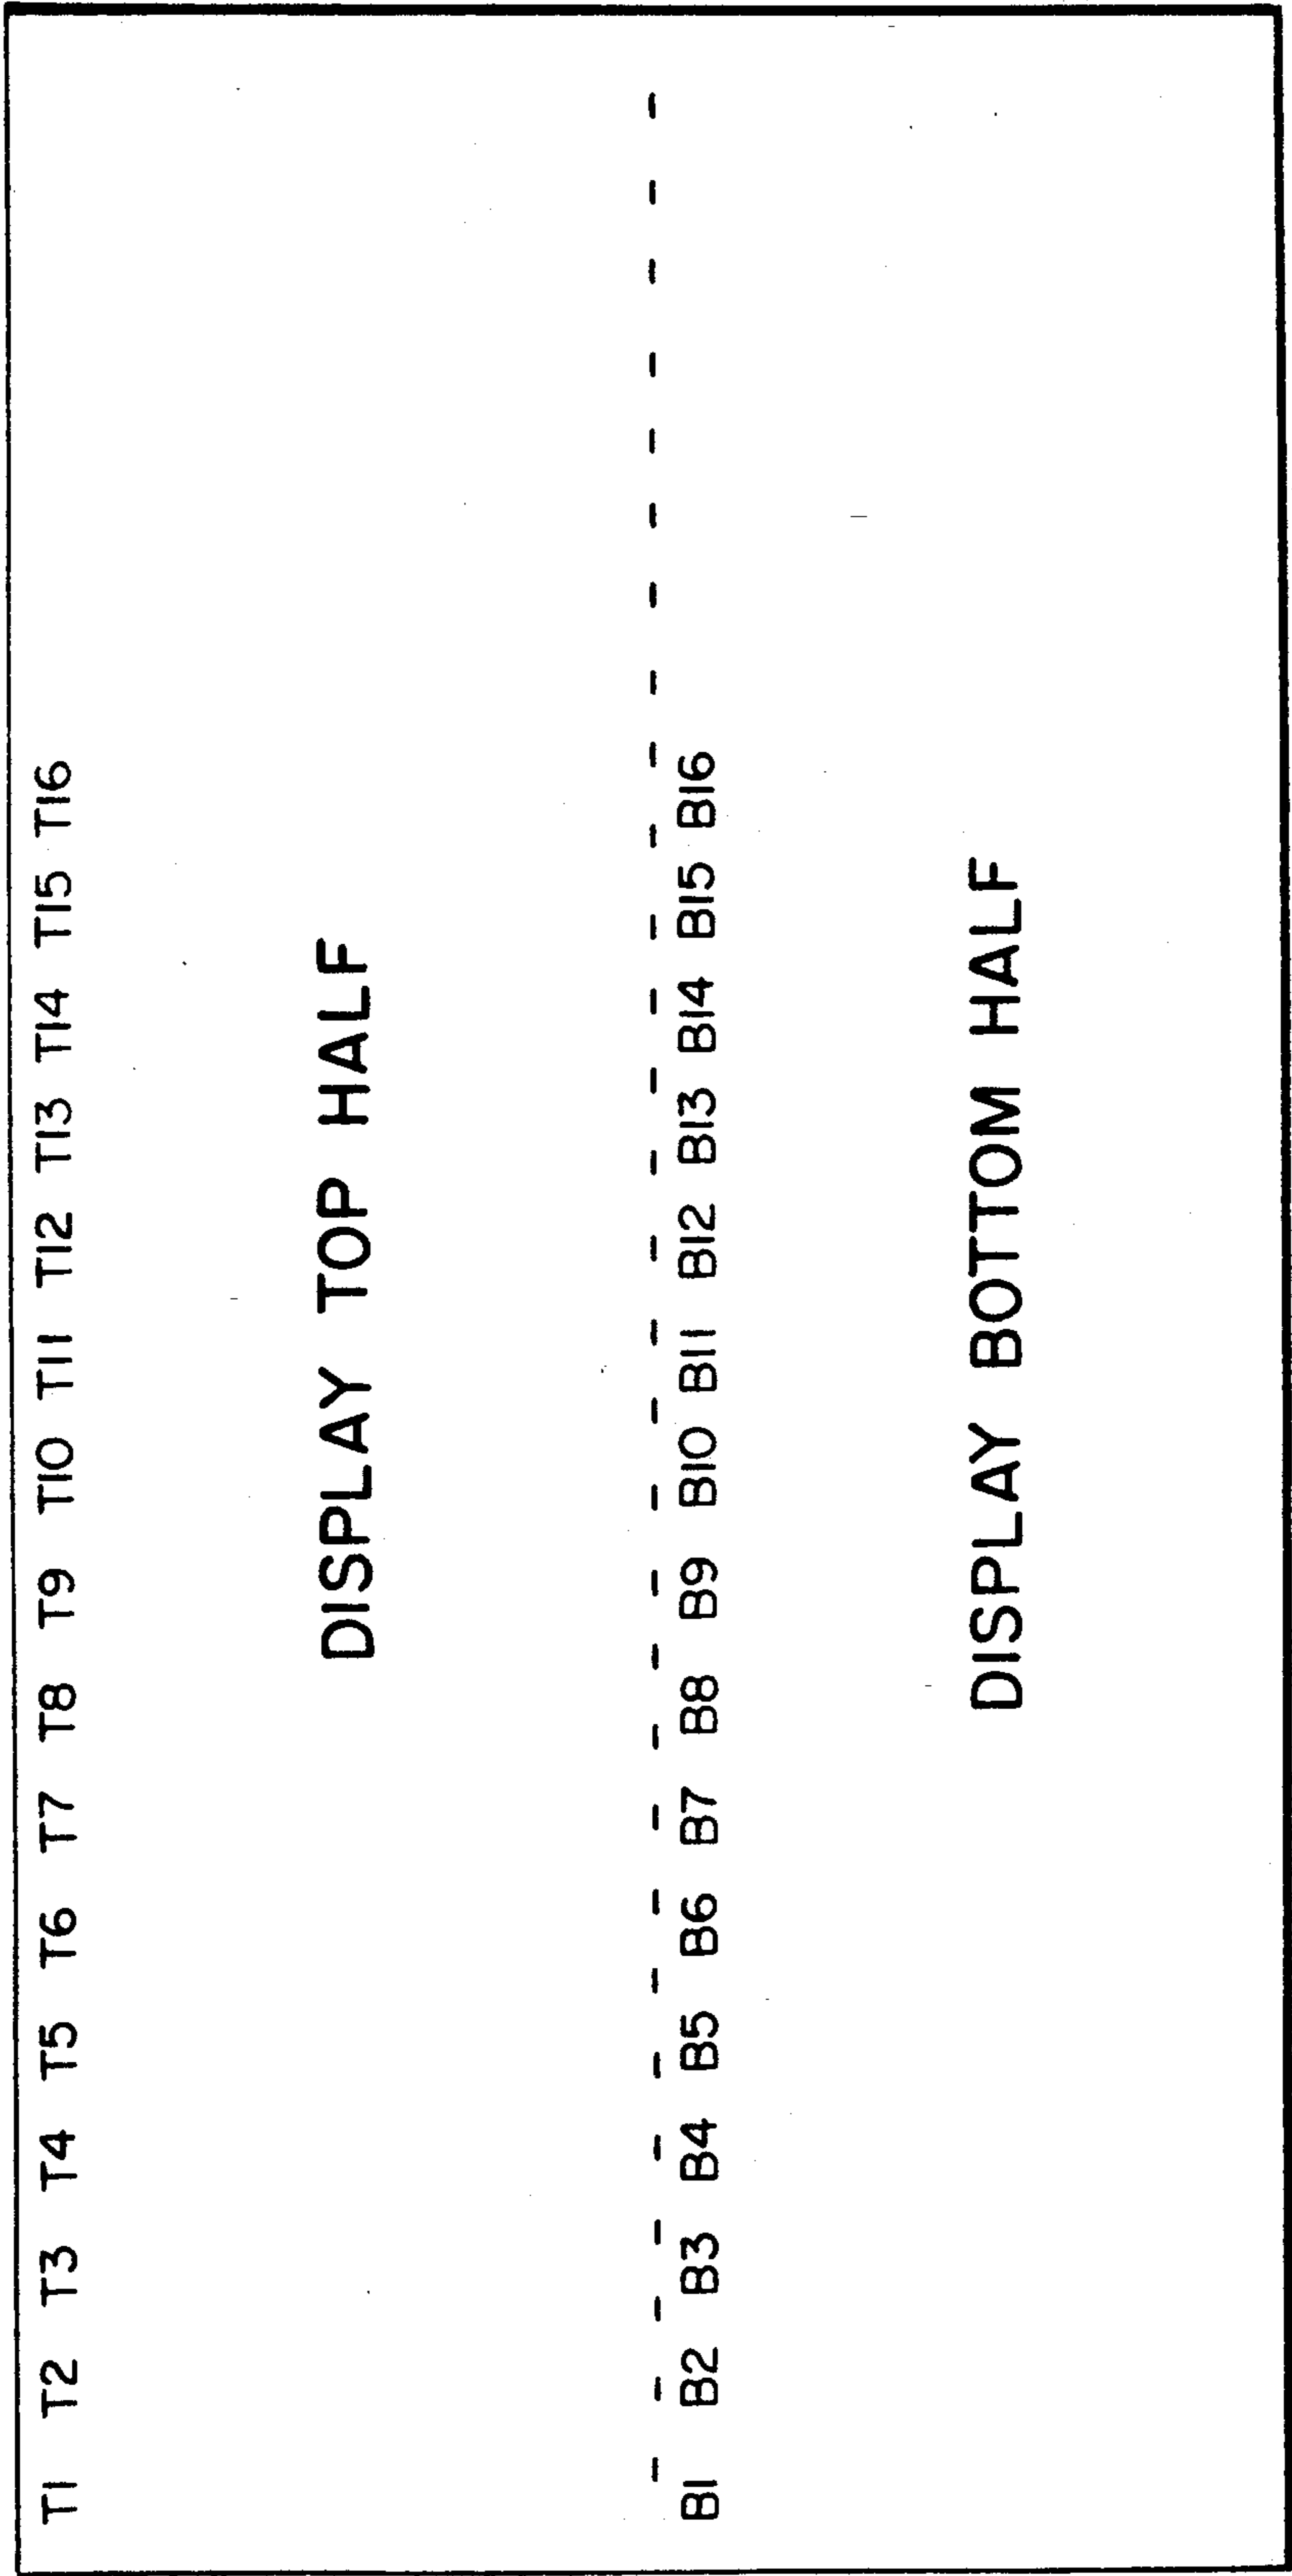 T1 T2 T3 T4 T5 T6 T7 T8 T9 T10 T11 T12 T13 T14 T15 T16
DISPLAY TOP HALF
B1 B2 B3 B4 B5 B6 B7 B8 B9 B10 B11 B12 B13 B14 B15 B16
DISPLAY BOTTOM HALF